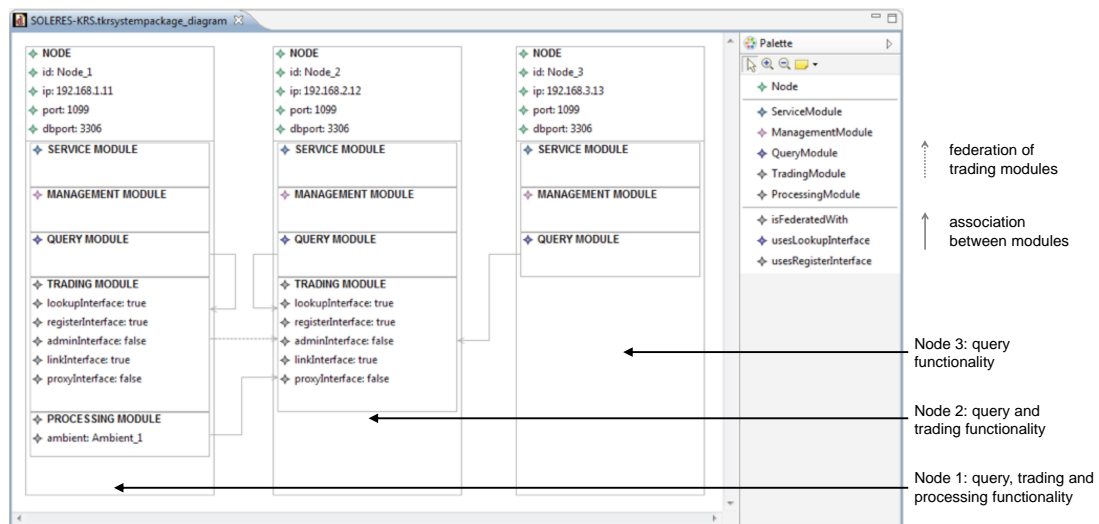 SOLERES-KRS.tkrsystempackage_diagram
NODE
id: Node_1
ip: 192.168.1.11
port: 1099
dbport: 3306
SERVICE MODULE
MANAGEMENT MODULE
QUERY MODULE
TRADING MODULE
lookupInterface: true
registerInterface: true
adminInterface: false
linkInterface: true
proxyInterface: false
PROCESSING MODULE
ambient: Ambient_1
NODE
id: Node_2
ip: 192.168.2.12
port: 1099
dbport: 3306
SERVICE MODULE
MANAGEMENT MODULE
QUERY MODULE
TRADING MODULE
lookupInterface: true
registerInterface: true
adminInterface: false
linkInterface: true
proxyInterface: false
NODE
id: Node_3
ip: 192.168.3.13
port: 1099
dbport: 3306
SERVICE MODULE
MANAGEMENT MODULE
QUERY MODULE
Palette
Node
ServiceModule
ManagementModule
QueryModule
TradingModule
ProcessingModule
isFederatedWith
usesLookupInterface
usesRegisterInterface
federation of
trading modules
association
between modules
Node 3: query
functionality
Node 2: query and
trading functionality
Node 1: query, trading and
processing functionality